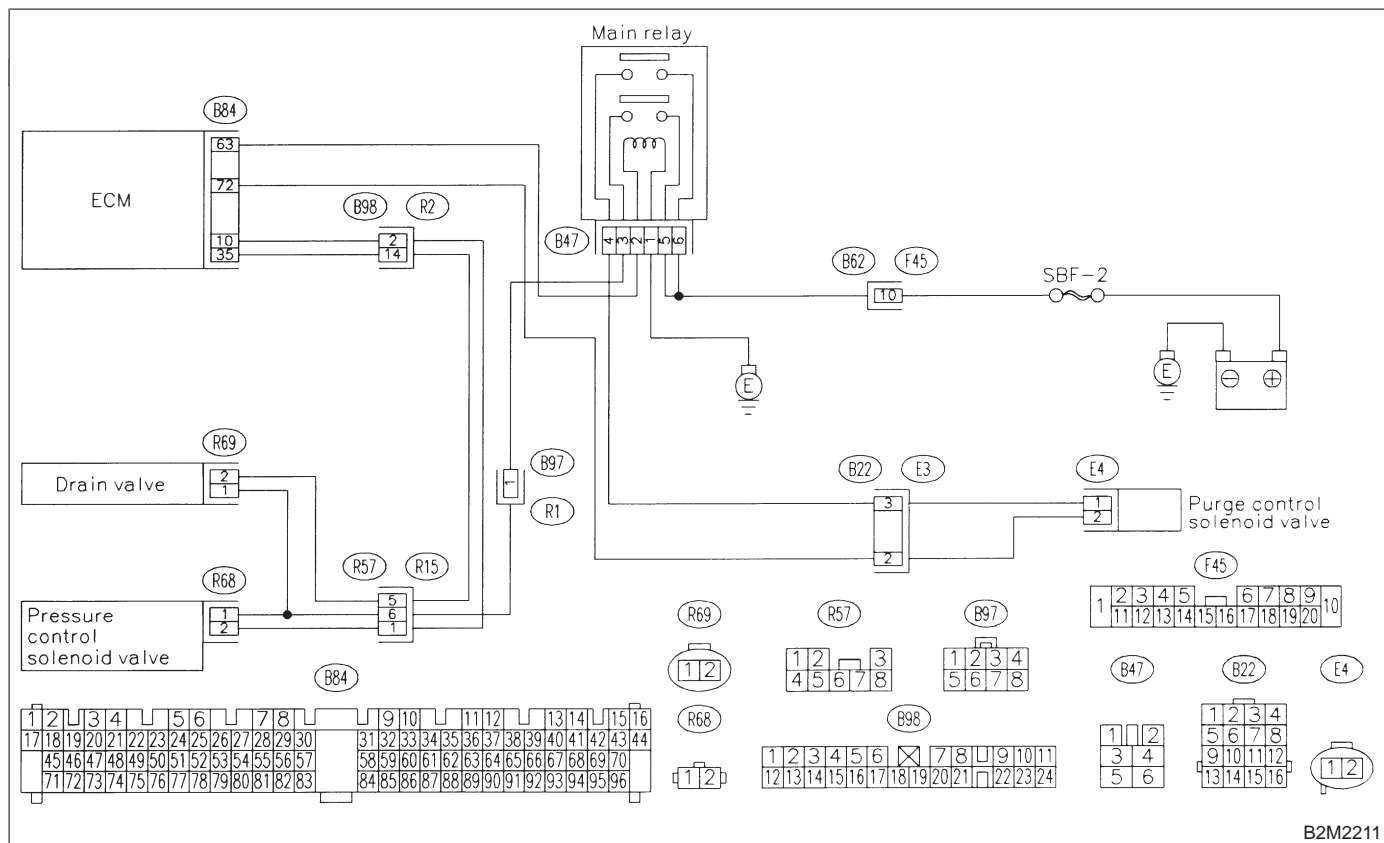 Main relay
B84
63
72
10
35
ECM
B98
R2
2
14
B47
4 3 2 1 5 6
B62
F45
10
SBF-2
E
E
R69
2
1
Drain valve
B97
1
R1
B22
E3
3
2
E4
1
2
Purge control
solenoid valve
R57
R15
5
6
1
R68
1
2
Pressure
control
solenoid valve
F45
1 2 3 4 5 6 7 8 9 10
11 12 13 14 15 16 17 18 19 20
R69
1 2
R57
1 2 3
4 5 6 7 8
B97
1 2 3 4
5 6 7 8
B47
1 2
3 4
5 6
B22
1 2 3 4
5 6 7 8
9 10 11 12
13 14 15 16
E4
1 2
B84
1 2 3 4 5 6 7 8 9 10 11 12 13 14 15 16
17 18 19 20 21 22 23 24 25 26 27 28 29 30 31 32 33 34 35 36 37 38 39 40 41 42 43 44
45 46 47 48 49 50 51 52 53 54 55 56 57 58 59 60 61 62 63 64 65 66 67 68 69 70
71 72 73 74 75 76 77 78 79 80 81 82 83 84 85 86 87 88 89 90 91 92 93 94 95 96
R68
1 2
B98
1 2 3 4 5 6 7 8 9 10 11
12 13 14 15 16 17 18 19 20 21 22 23 24
B2M2211